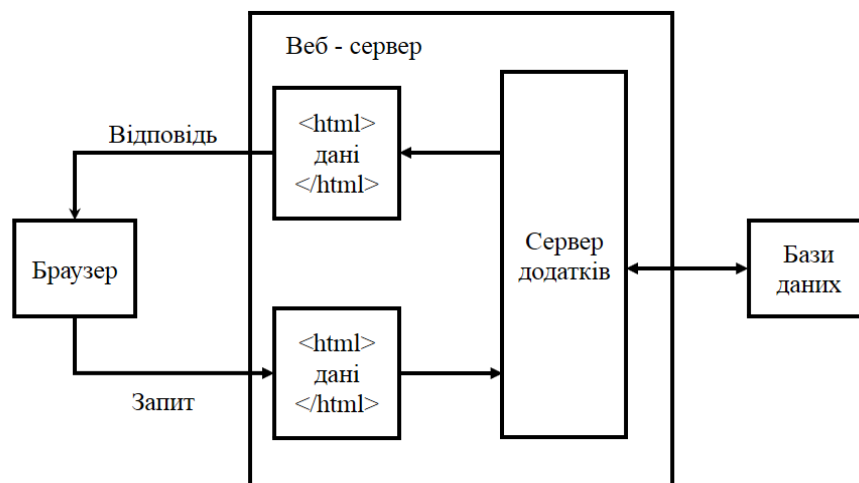 Веб - сервер
<html>
дані
</html>
Відповідь
Браузер
Сервер
додатків
Бази
даних
<html>
дані
</html>
Запит